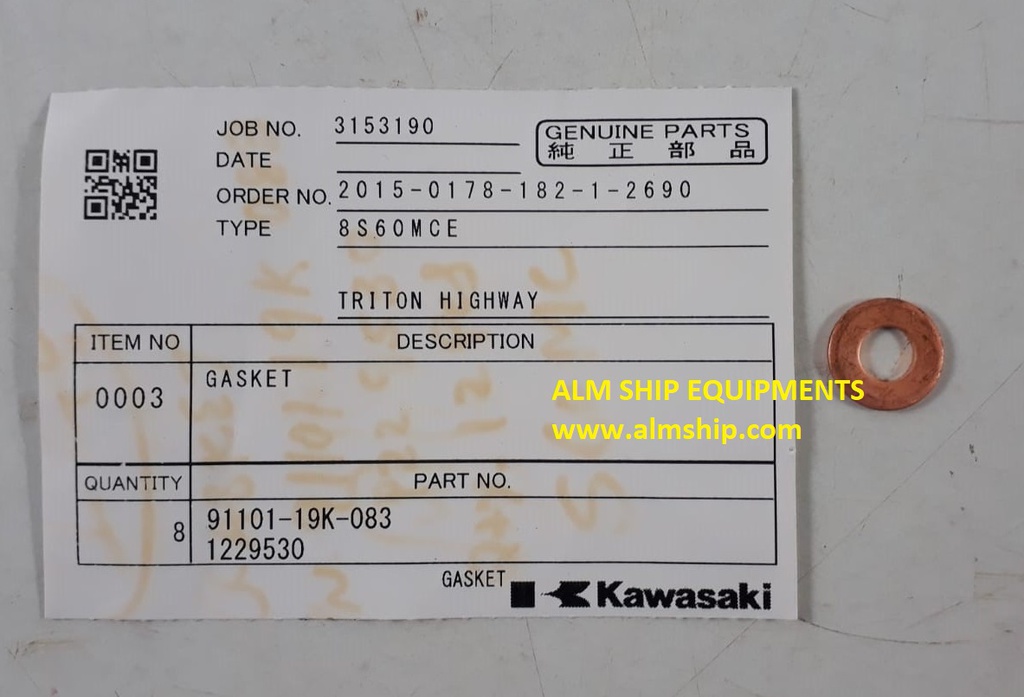 JOB NO. 3153190
GENUINE PARTS
純正部品
DATE
ORDER NO. 2015-0178-182-1-2690
TYPE 8S60MCE
TRITON HIGHWAY
ITEM NO DESCRIPTION
0003 GASKET
ALM SHIP EQUIPMENTS
www.almship.com
QUANTITY PART NO.
8 91101-19K-083
1229530
GASKET Kawasaki